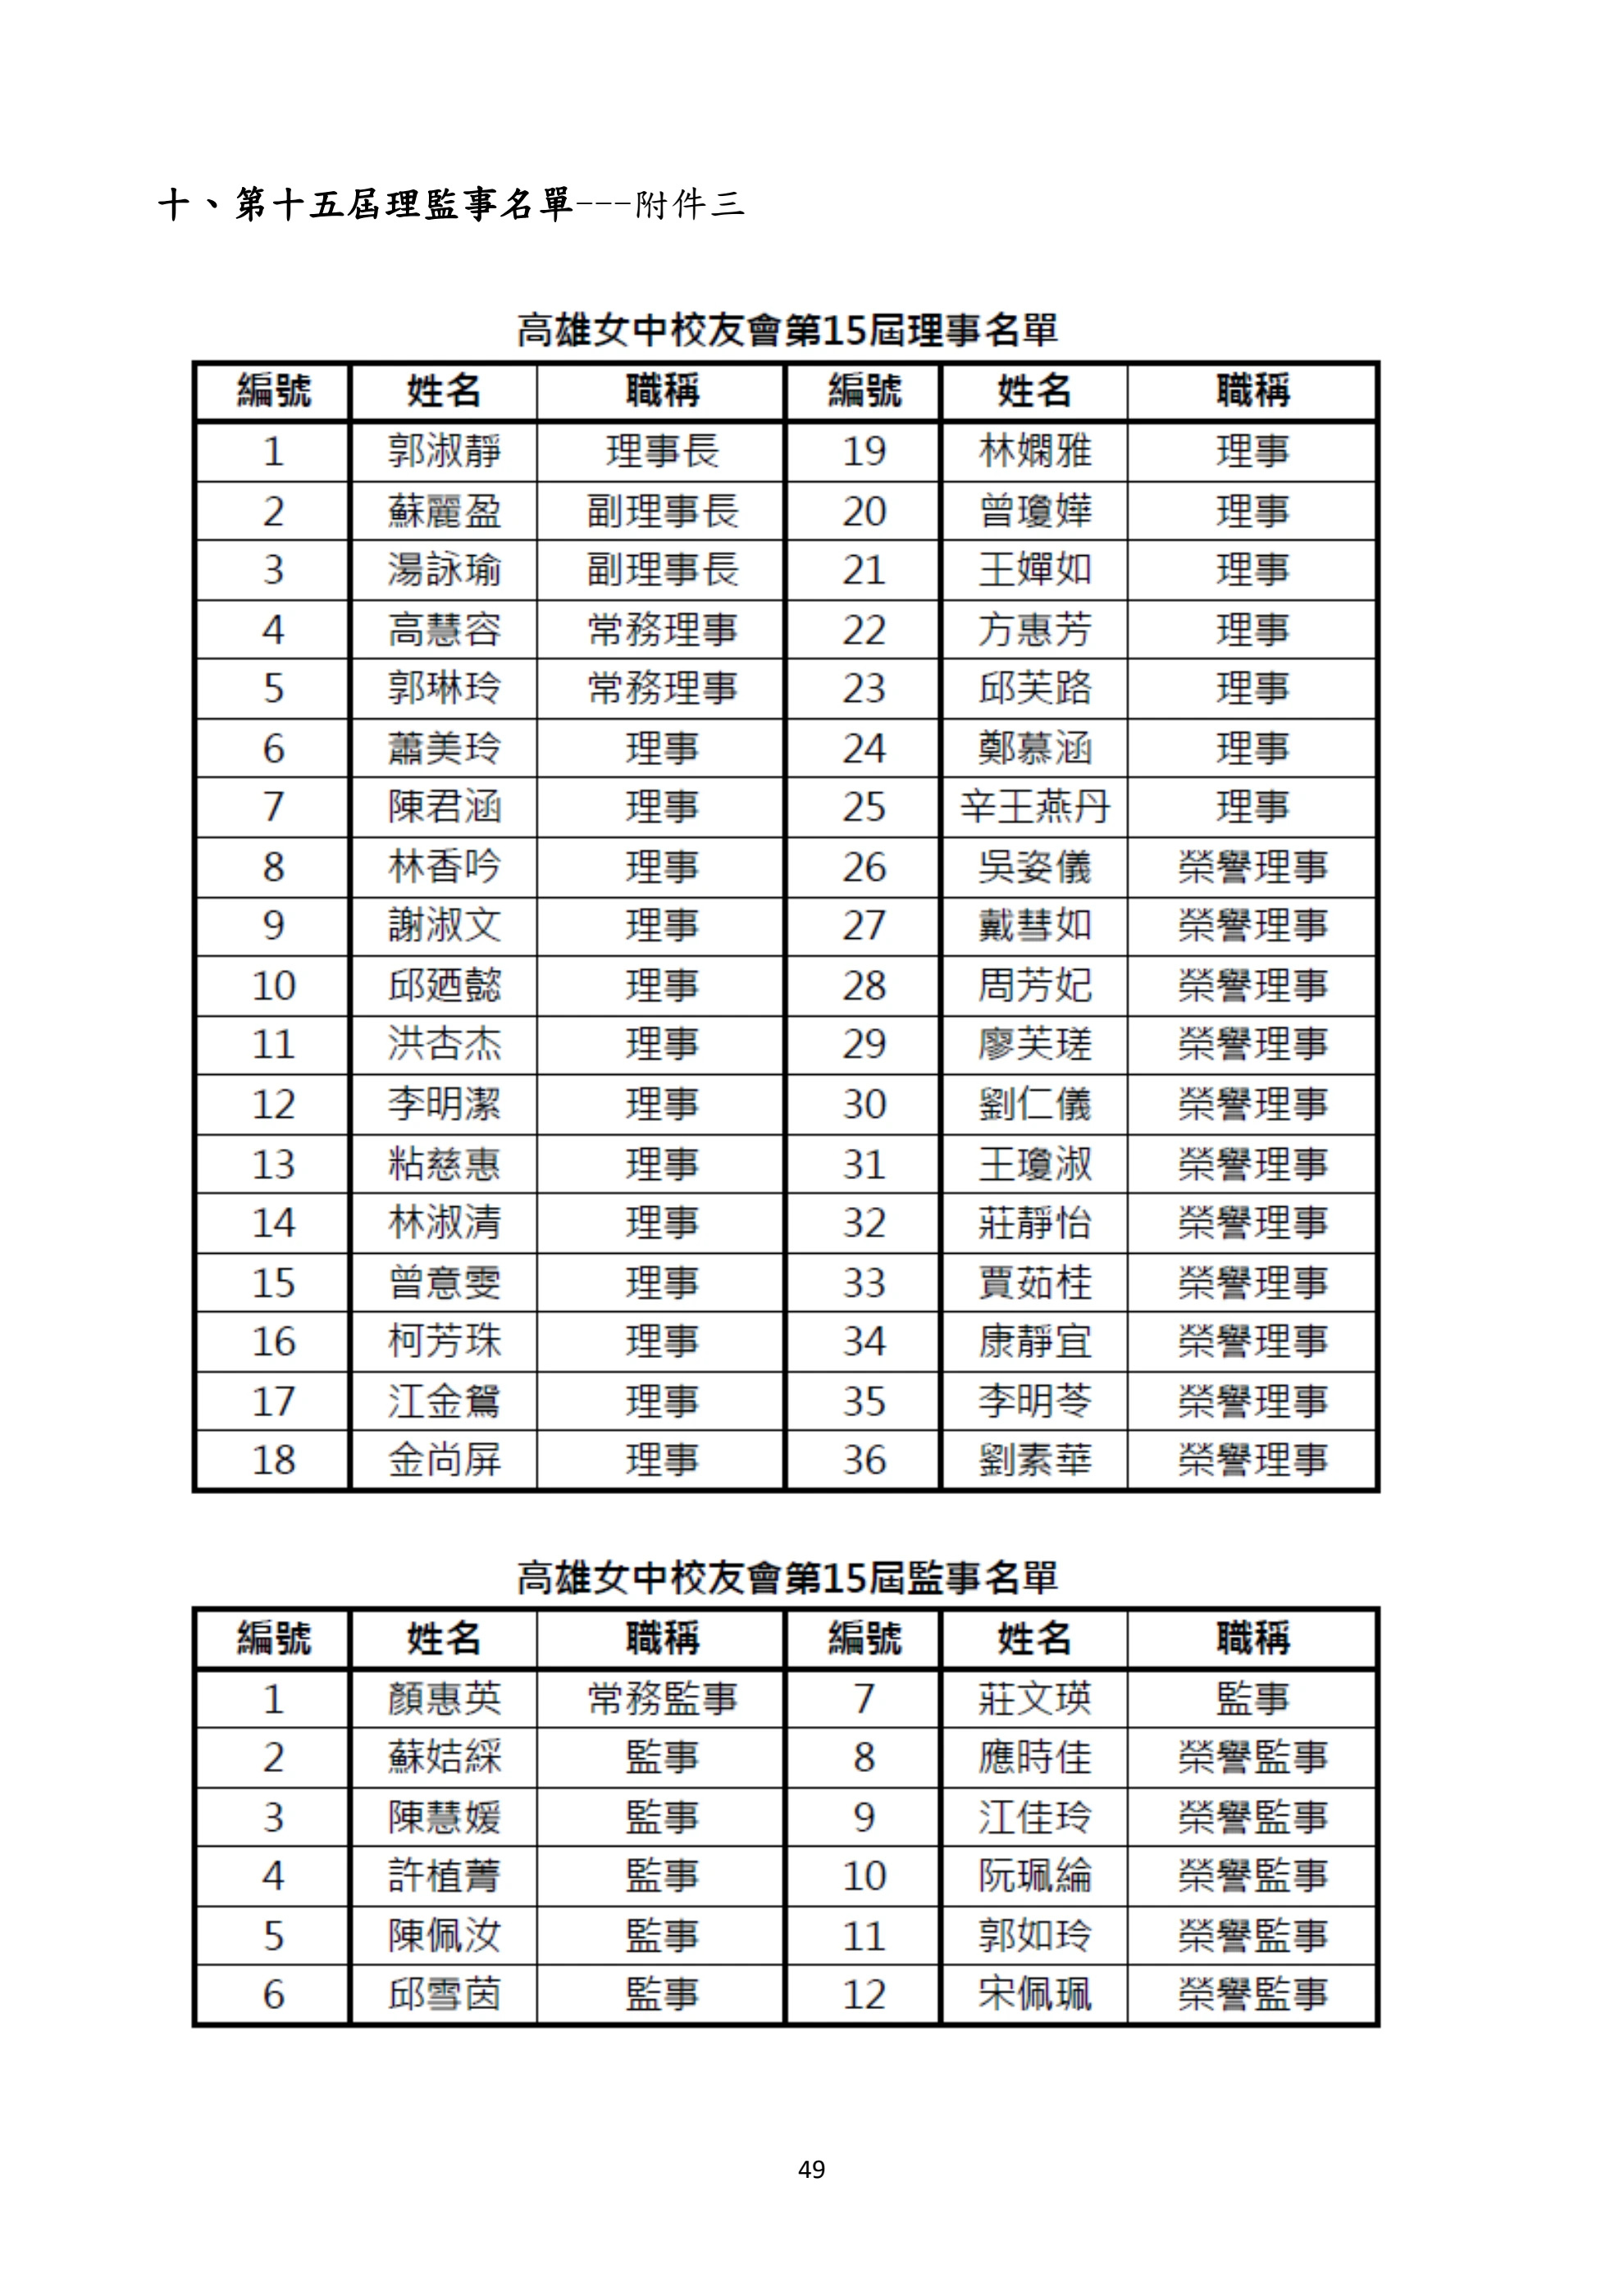 十、第十五屆理監事名單---附件三
高雄女中校友會第15屆理事名單
編號 姓名 職稱 編號 姓名 職稱
1 郭淑靜 理事長 19 林嫻雅 理事
2 蘇麗盈 副理事長 20 曾瓊嬅 理事
3 湯詠瑜 副理事長 21 王嬋如 理事
4 高慧容 常務理事 22 方惠芳 理事
5 郭琳玲 常務理事 23 邱芙路 理事
6 蕭美玲 理事 24 鄭慕涵 理事
7 陳君涵 理事 25 辛王燕丹 理事
8 林香吟 理事 26 吳姿儀 榮譽理事
9 謝淑文 理事 27 戴彗如 榮譽理事
10 邱廼懿 理事 28 周芳妃 榮譽理事
11 洪杏杰 理事 29 廖芙瑳 榮譽理事
12 李明潔 理事 30 劉仁儀 榮譽理事
13 粘慈惠 理事 31 王瓊淑 榮譽理事
14 林淑清 理事 32 莊靜怡 榮譽理事
15 曾意雯 理事 33 賈茹桂 榮譽理事
16 柯芳珠 理事 34 康靜宜 榮譽理事
17 江金鴛 理事 35 李明苓 榮譽理事
18 金尚屏 理事 36 劉素華 榮譽理事
高雄女中校友會第15屆監事名單
編號 姓名 職稱 編號 姓名 職稱
1 顏惠英 常務監事 7 莊文瑛 監事
2 蘇姞綵 監事 8 應時佳 榮譽監事
3 陳慧媛 監事 9 江佳玲 榮譽監事
4 許植菁 監事 10 阮珮綸 榮譽監事
5 陳佩汝 監事 11 郭如玲 榮譽監事
6 邱雪茵 監事 12 宋佩珮 榮譽監事
49